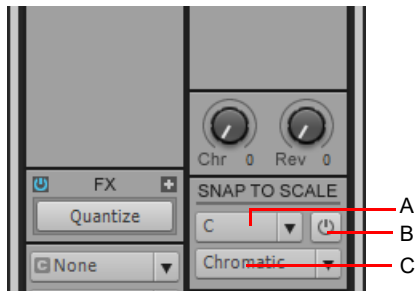 Chr 0 Rev 0
FX
SNAP TO SCALE
Quantize
C
A
B
C None
Chromatic
C